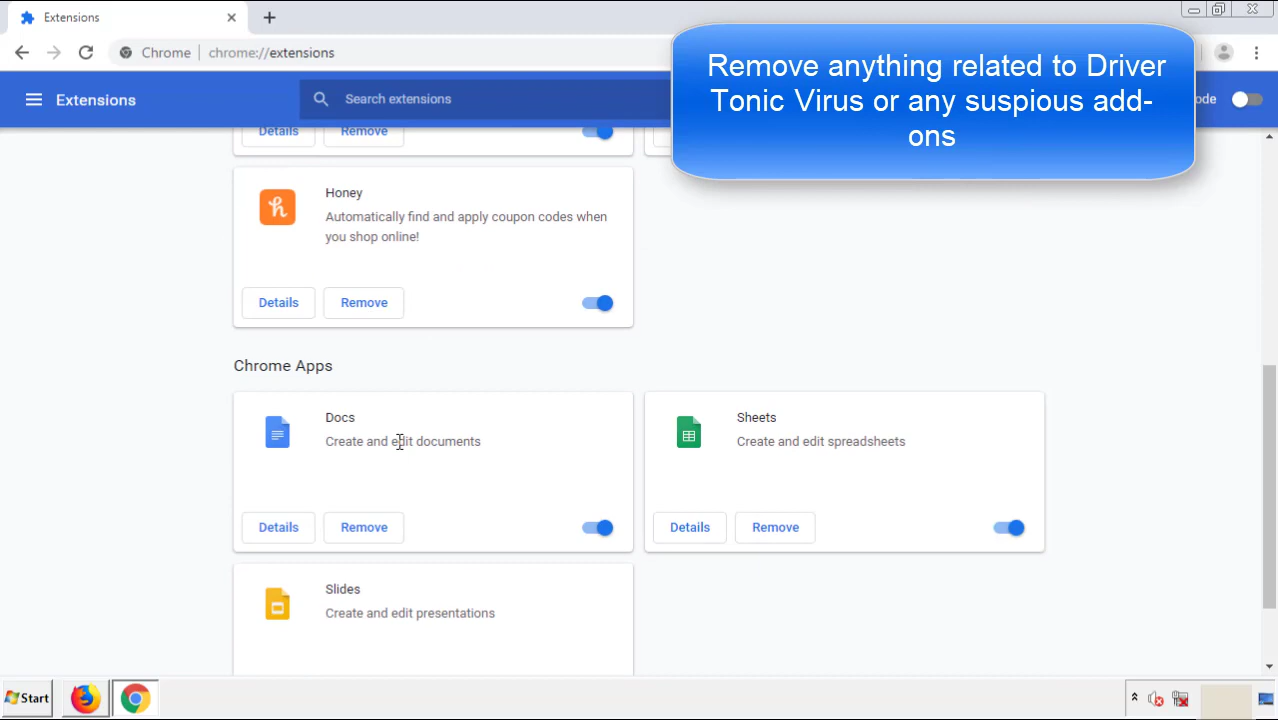 Extensions
Chrome
chrome://extensions
Remove anything related to Driver
Tonic Virus or any suspious add-
ons
Extensions
Search extensions
ode
Details
Remove
Honey
Automatically find and apply coupon codes when
you shop online!
Details
Remove
Chrome Apps
Docs
Create and edit documents
Details
Remove
Sheets
Create and edit spreadsheets
Details
Remove
Slides
Create and edit presentations
Start